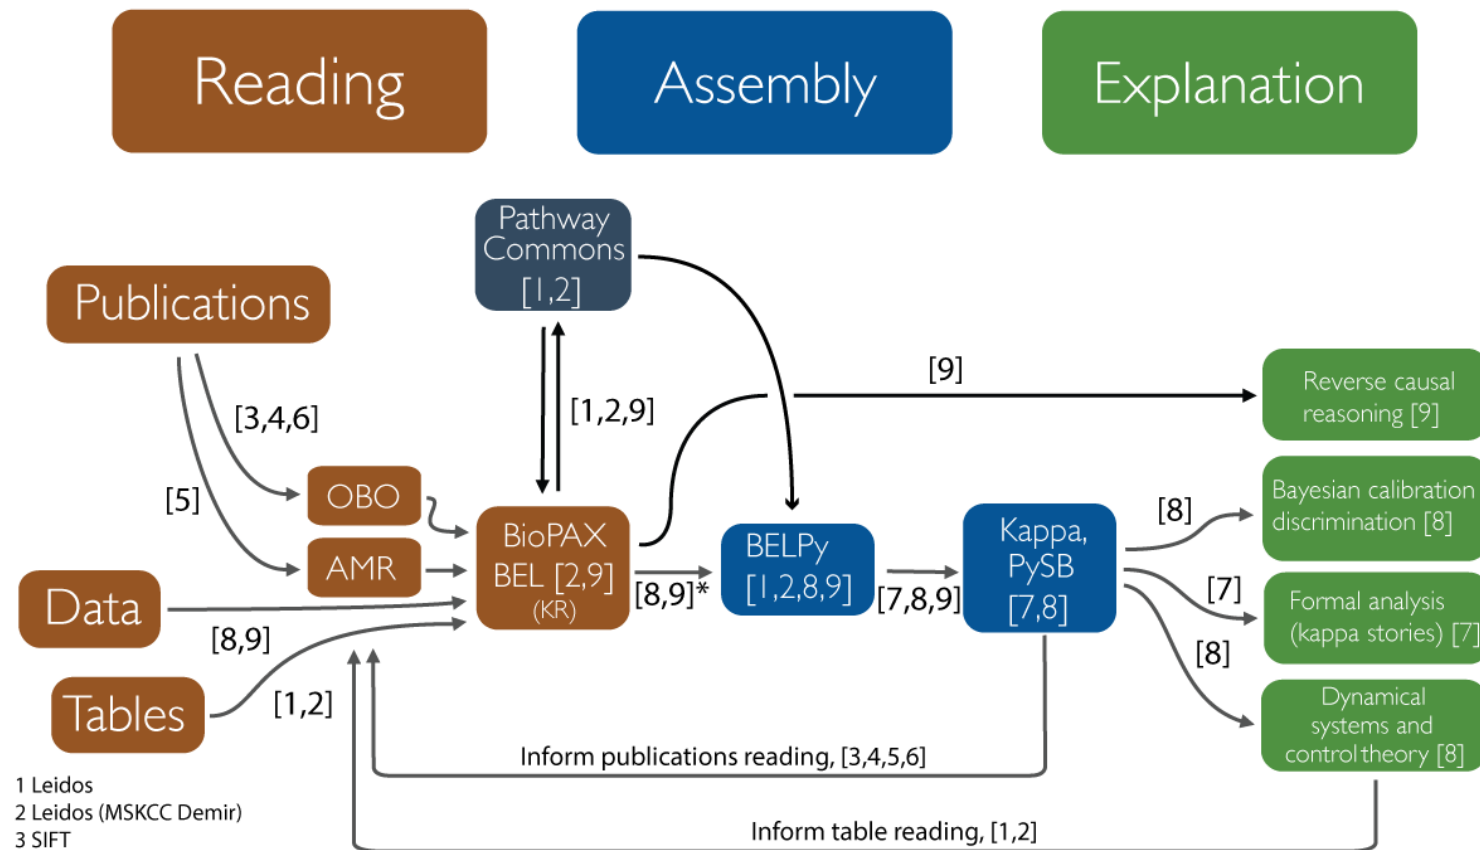 Reading
Assembly
Explanation
Pathway
Commons
[1,2]
Publications
[3,4,6]
[5]
[1,2,9]
[9]
Reverse causal
reasoning [9]
OBO
AMR
BioPAX
BEL [2,9]
(KR)
[8,9]*
BELPy
[1,2,8,9]
[7,8,9]
Kappa,
PySB
[7,8]
[8]
Bayesian calibration
discrimination [8]
[7]
Formal analysis
(kappa stories) [7]
[8]
Dynamical
systems and
control theory [8]
Data
[8,9]
Tables
[1,2]
Inform publications reading, [3,4,5,6]
Inform table reading, [1,2]
1 Leidos
2 Leidos (MSKCC Demir)
3 SIFT